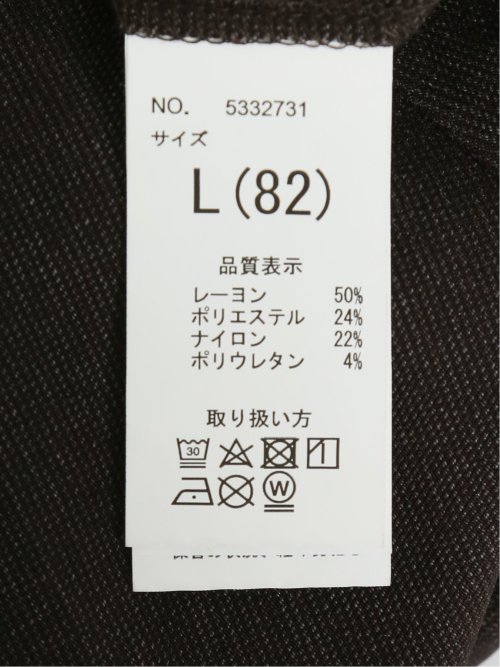 NO. 5332731
サイズ
L(82)
品質表示
レーヨン 50%
ポリエステル 24%
ナイロン 22%
ポリウレタン 4%
取り扱い方
30
W